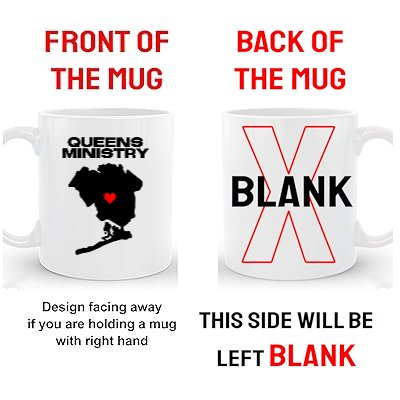 FRONT OF
THE MUG
QUEENS
MINISTRY
Design facing away
if you are holding a mug
with right hand
BACK OF
THE MUG
X
BLANK
THIS SIDE WILL BE
LEFT BLANK